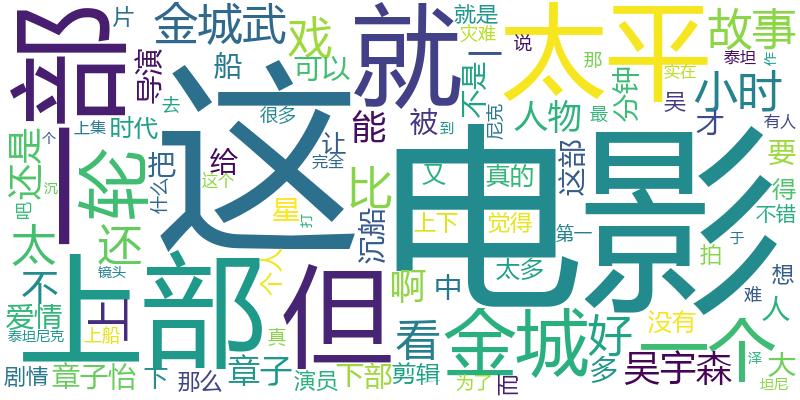 片
部
一
导演
金城武
戏
船
可以
就
就是
灾难
不是
一
说
太平
那
分钟
实在
故事
泰坦
作
小时
才
吴
人物
最
尼克
被
能
很多
去
这
时代
上集
个
还是
轮
把
什么
给
让
完全
这个
比
沉船
又
真的
上下
觉得
电影
这部
第一
要
得
不错
有人
到
沉
吧
太
还
星
打
个人
上部
但
啊
中
太多
拍
于
想
难
人
不
上
镜头
爱情
泰坦尼克
上船
真
看
金城
好
没有
一个
泽
剧情
章子怡
下
那么
章子
演员
下部
剪辑
为了
而
多
吴宇森
大
坦尼